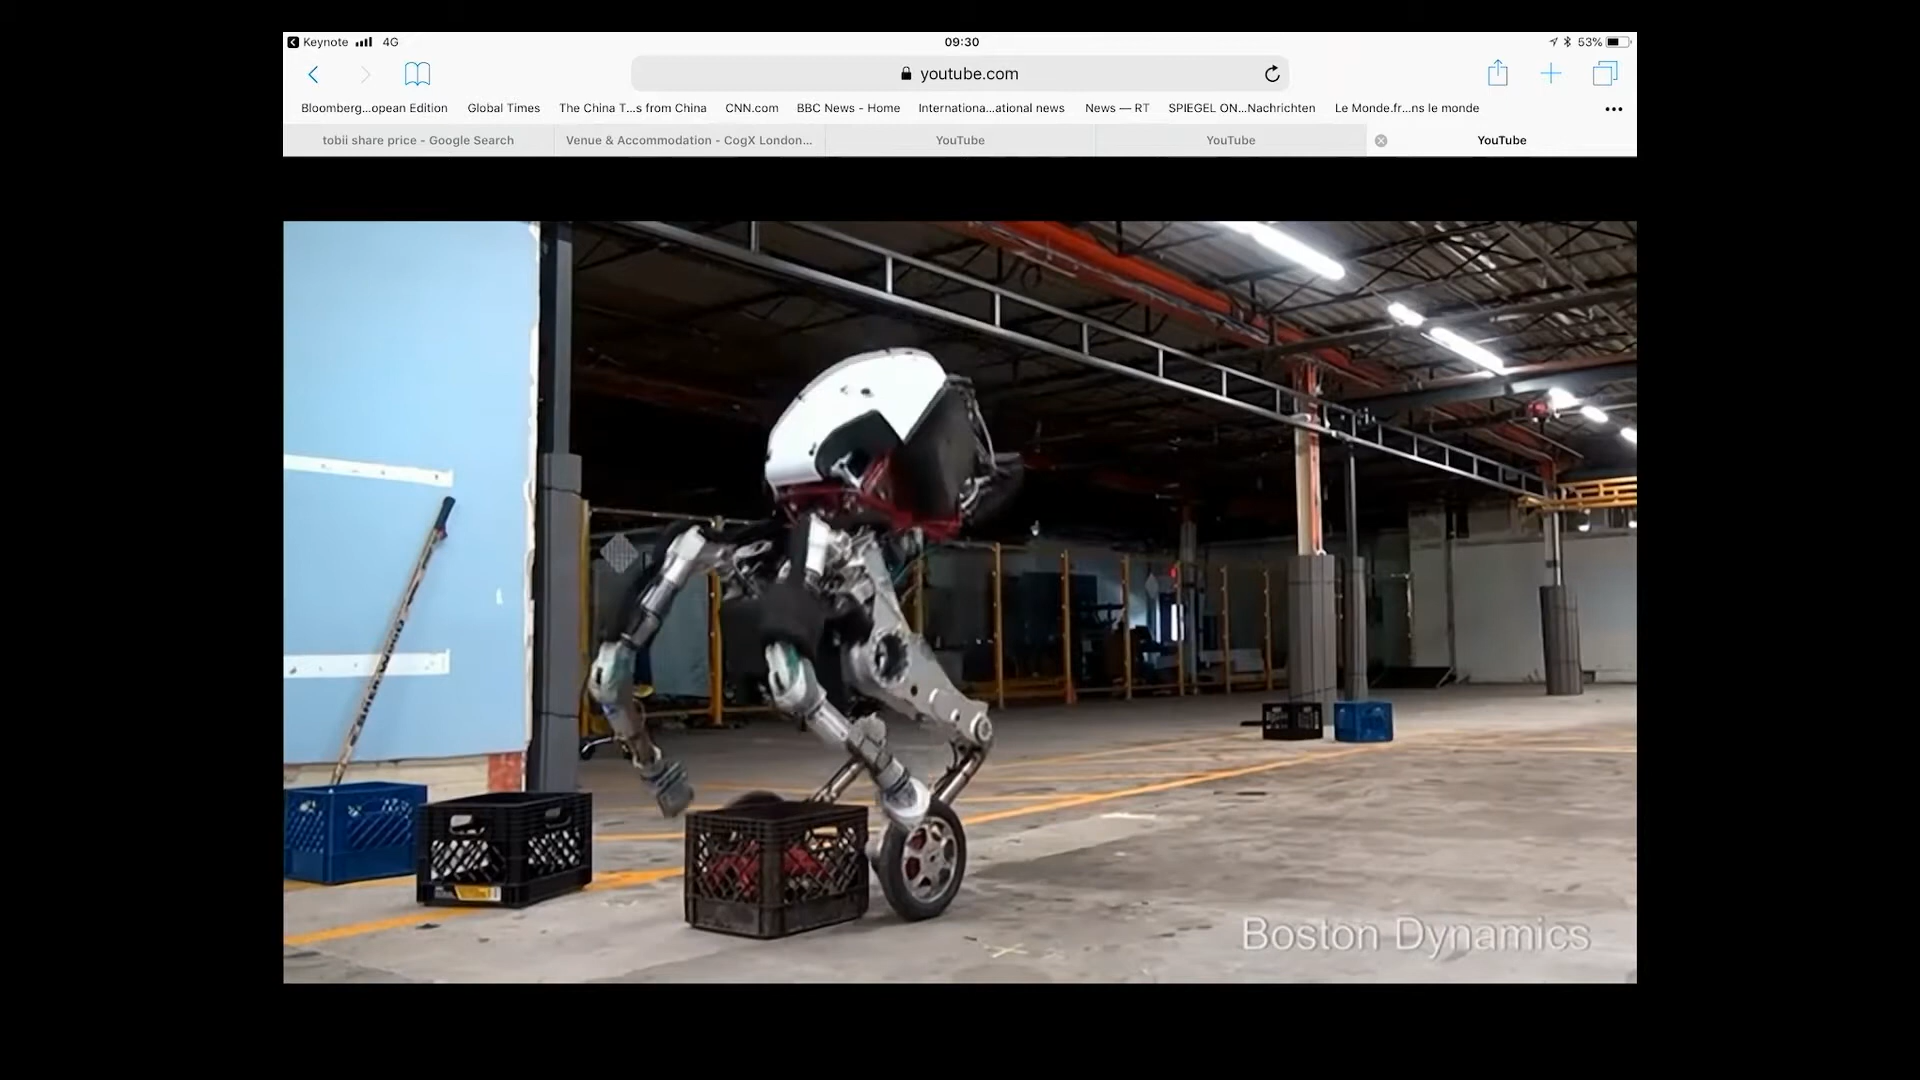 Keynote 4G 09:30 53%
youtube.com
Bloomberg...opean Edition Global Times The China T...s from China CNN.com BBC News - Home Internationa...ational news News — RT SPIEGEL ON...Nachrichten Le Monde.fr...ns le monde
tobii share price - Google Search Venue & Accommodation - CogX London... YouTube YouTube YouTube
Boston Dynamics